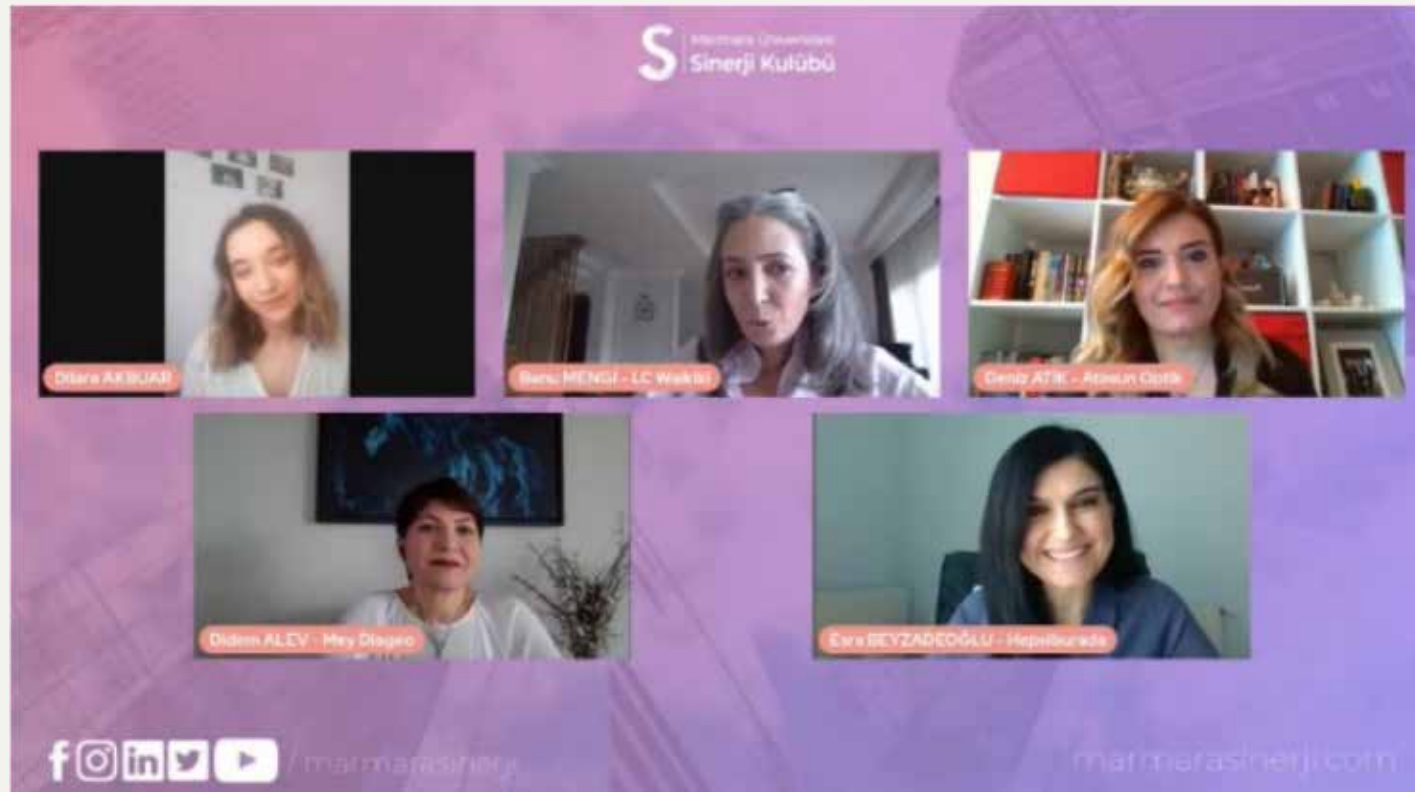 S
Marmara Üniversitesi
Sinerji Kulübü
Dilara AKBUAR
Banu MENGİ - LC Waikiki
Deniz ATİK - Atasun Optik
Didem ALEV - Mey Diageo
Esra BEYZADEOĞLU - Hepsiburada
f in /marmarasinerji
marmarasinerji.com